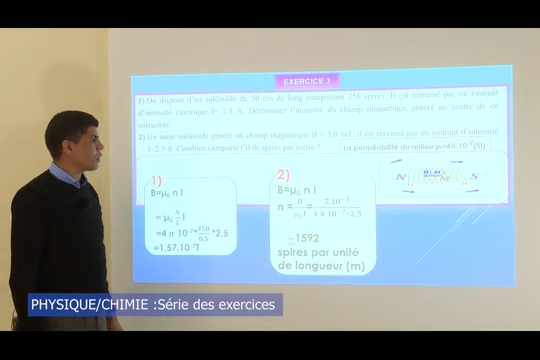 EXERCICE 3
1) On dispose d'un solénoïde de 50 cm de long comportant 250 spires. Il est traversé par un courant
d'intensité électrique I= 2.5 A. Déterminez l'intensité du champ magnétique généré au centre de ce
solénoïde.
2) Un autre solénoïde génère un champ magnétique B = 5.0 mT, il est traversé par un courant d'intensité
I=2.5 A. Combien comporte t'il de spires par mètre ?
La perméabilité du milieu μ₀=4π 10⁻⁷(SI)
1)
B=μ₀ n I
= μ₀ N/L I
=4 π 10⁻⁷*250/0,5*2,5
=1,57.10⁻³T
2)
B=μ₀ n I
n = B/μ₀ I = 5 10⁻³/4 π 10⁻⁷*2,5
~1592
spires par unité
de longueur (m)
N
S
PHYSIQUE/CHIMIE :Série des exercices